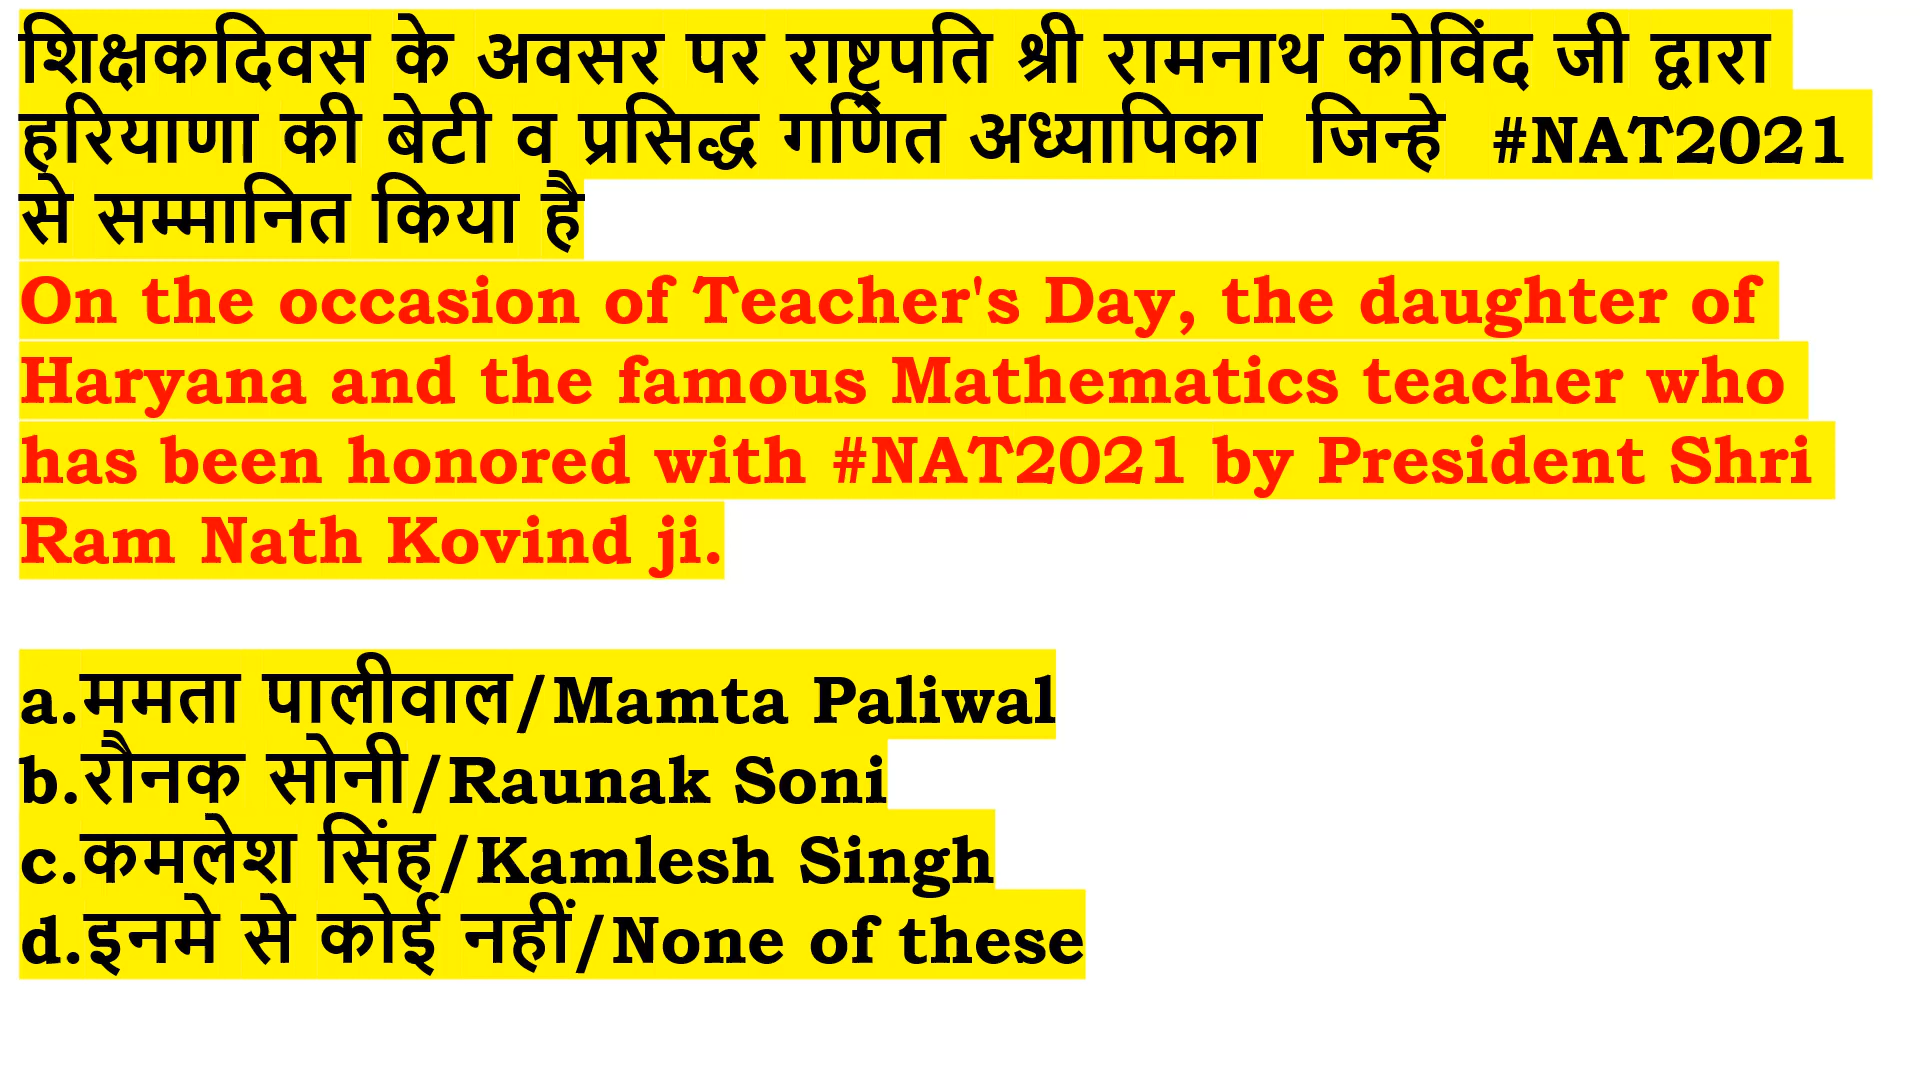 शिक्षकदिवस के अवसर पर राष्ट्रपति श्री रामनाथ कोविंद जी द्वारा
हरियाणा की बेटी व प्रसिद्ध गणित अध्यापिका जिन्हे #NAT2021
से सम्मानित किया है
On the occasion of Teacher's Day, the daughter of
Haryana and the famous Mathematics teacher who
has been honored with #NAT2021 by President Shri
Ram Nath Kovind ji.
a.ममता पालीवाल/Mamta Paliwal
b.रौनक सोनी/Raunak Soni
c.कमलेश सिंह/Kamlesh Singh
d.इनमे से कोई नहीं/None of these